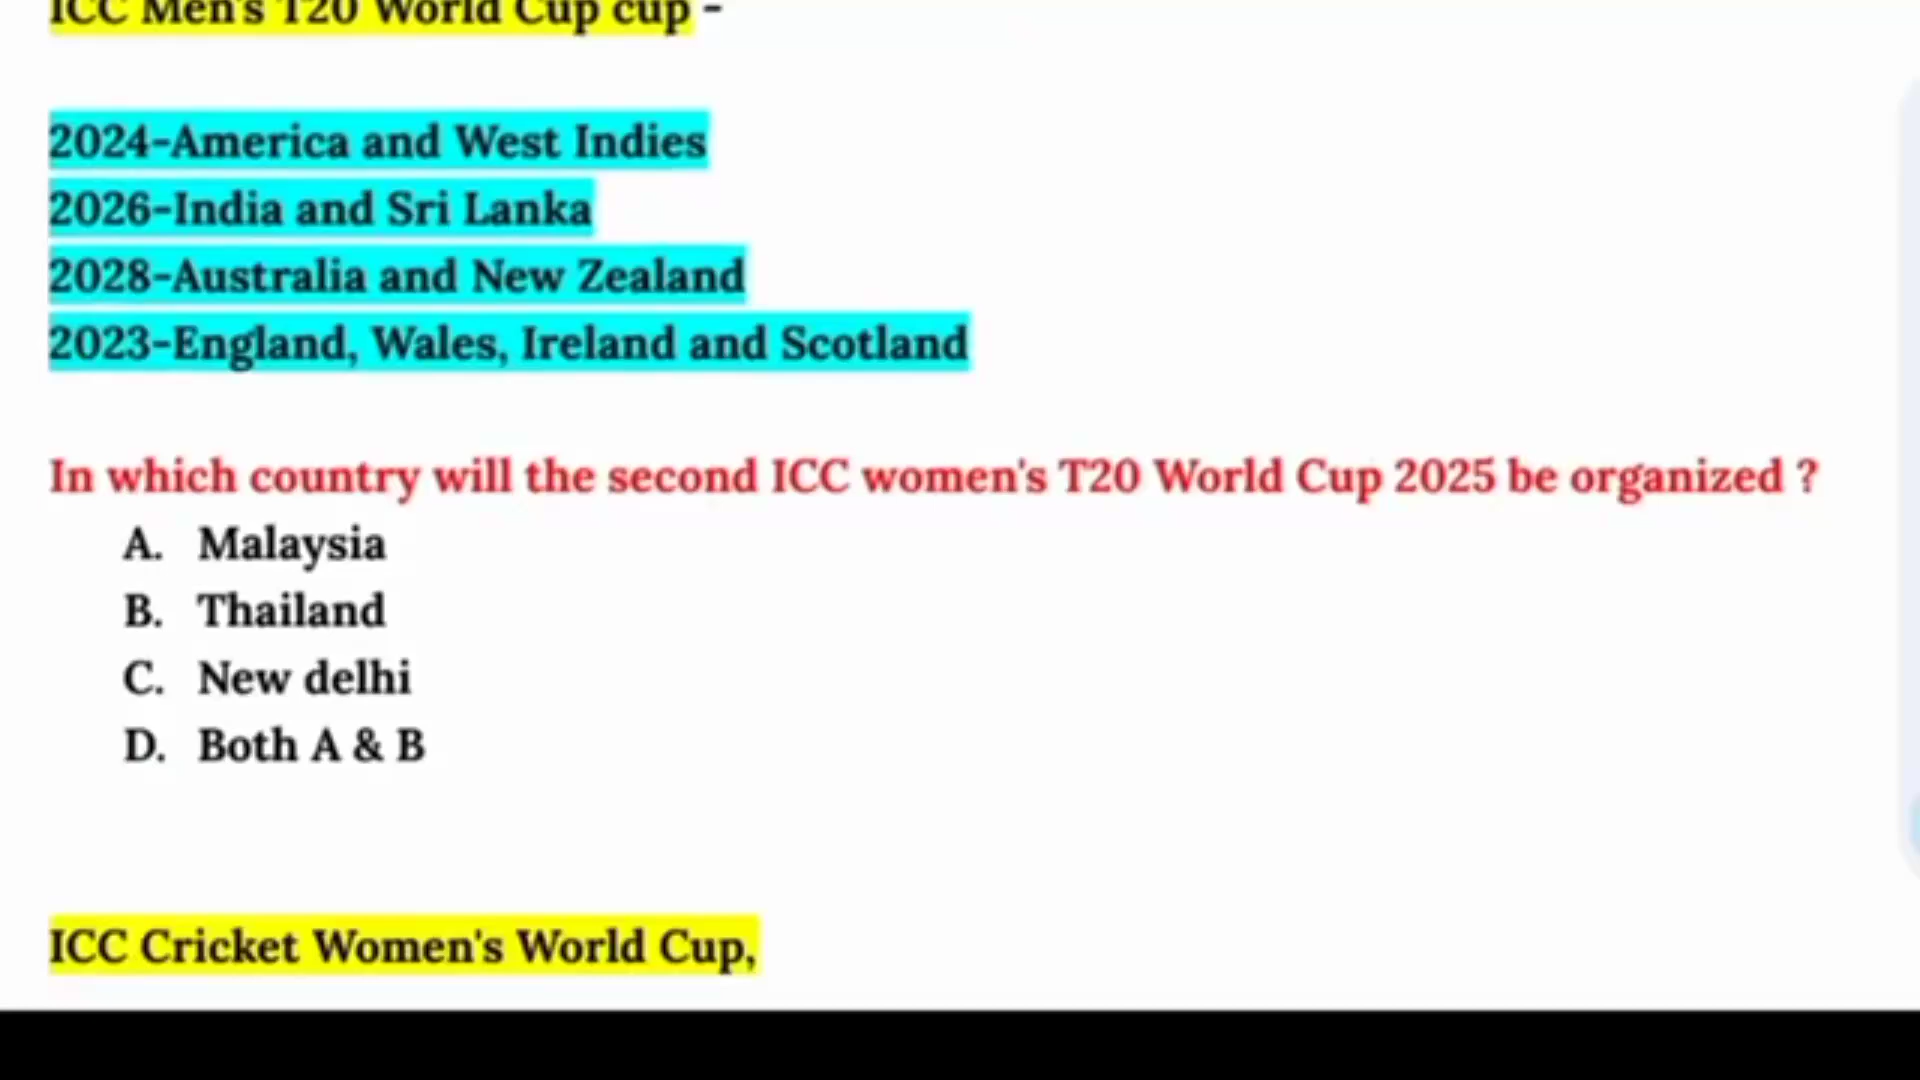 ICC Men's T20 World Cup cup -
2024-America and West Indies
2026-India and Sri Lanka
2028-Australia and New Zealand
2023-England, Wales, Ireland and Scotland
In which country will the second ICC women's T20 World Cup 2025 be organized ?
A. Malaysia
B. Thailand
C. New delhi
D. Both A & B
ICC Cricket Women's World Cup,